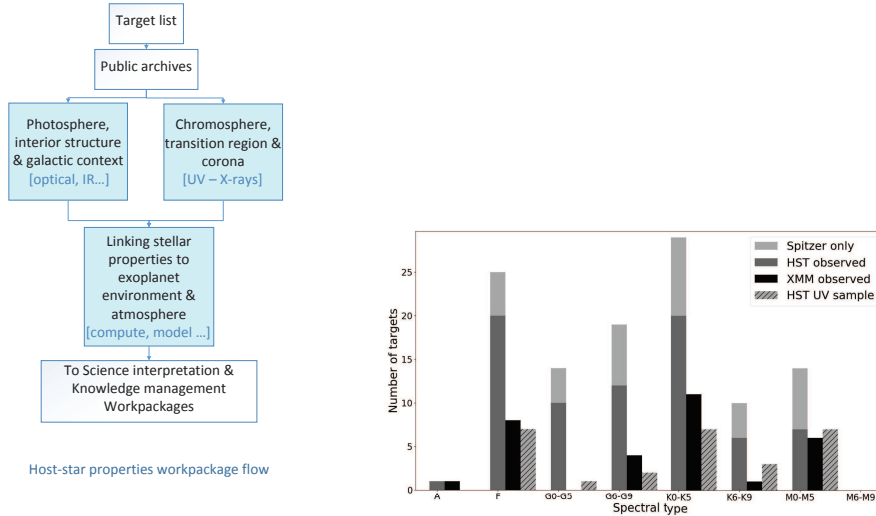 Target list
Public archives
Photosphere,
interior structure
& galactic context
[optical, IR…]
Chromosphere,
transition region &
corona
[UV – X-rays]
Linking stellar
properties to
exoplanet
environment &
atmosphere
[compute, model …]
To Science interpretation &
Knowledge management
Workpackages
Host-star properties workpackage flow
Number of targets
25
20
15
10
5
0
Spitzer only
HST observed
XMM observed
HST UV sample
A F G0-G5 G6-G9 K0-K5 K6-K9 M0-M5 M6-M9
Spectral type